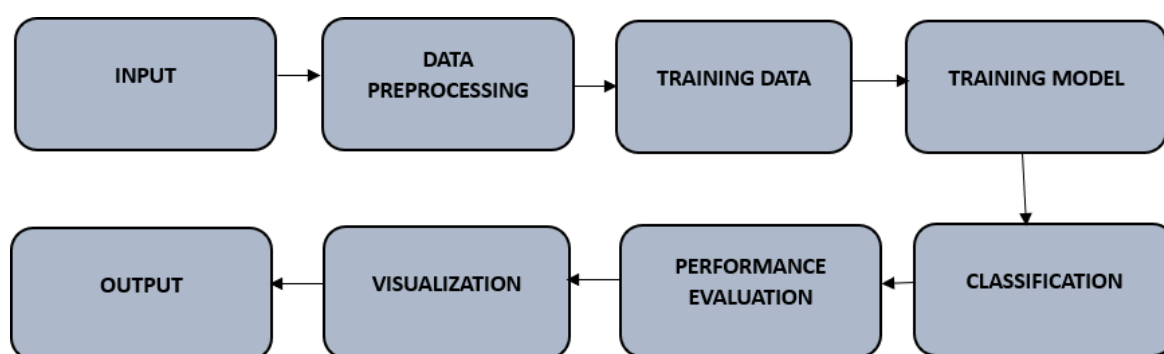 INPUT
DATA
PREPROCESSING
TRAINING DATA
TRAINING MODEL
CLASSIFICATION
PERFORMANCE
EVALUATION
VISUALIZATION
OUTPUT